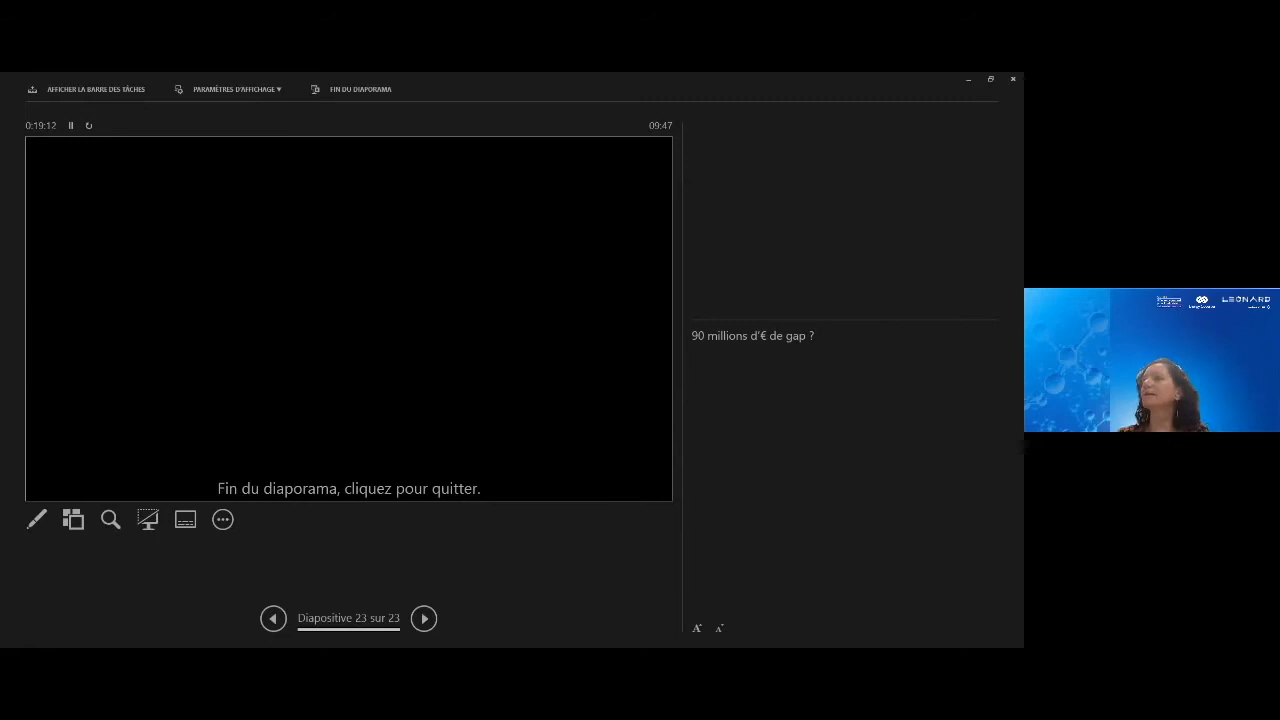 AFFICHER LA BARRE DES TÂCHES
PARAMÈTRES D'AFFICHAGE ▼
FIN DU DIAPORAMA
0:19:12
09:47
Fin du diaporama, cliquez pour quitter.
Diapositive 23 sur 23
90 millions d'€ de gap ?
LEONARD